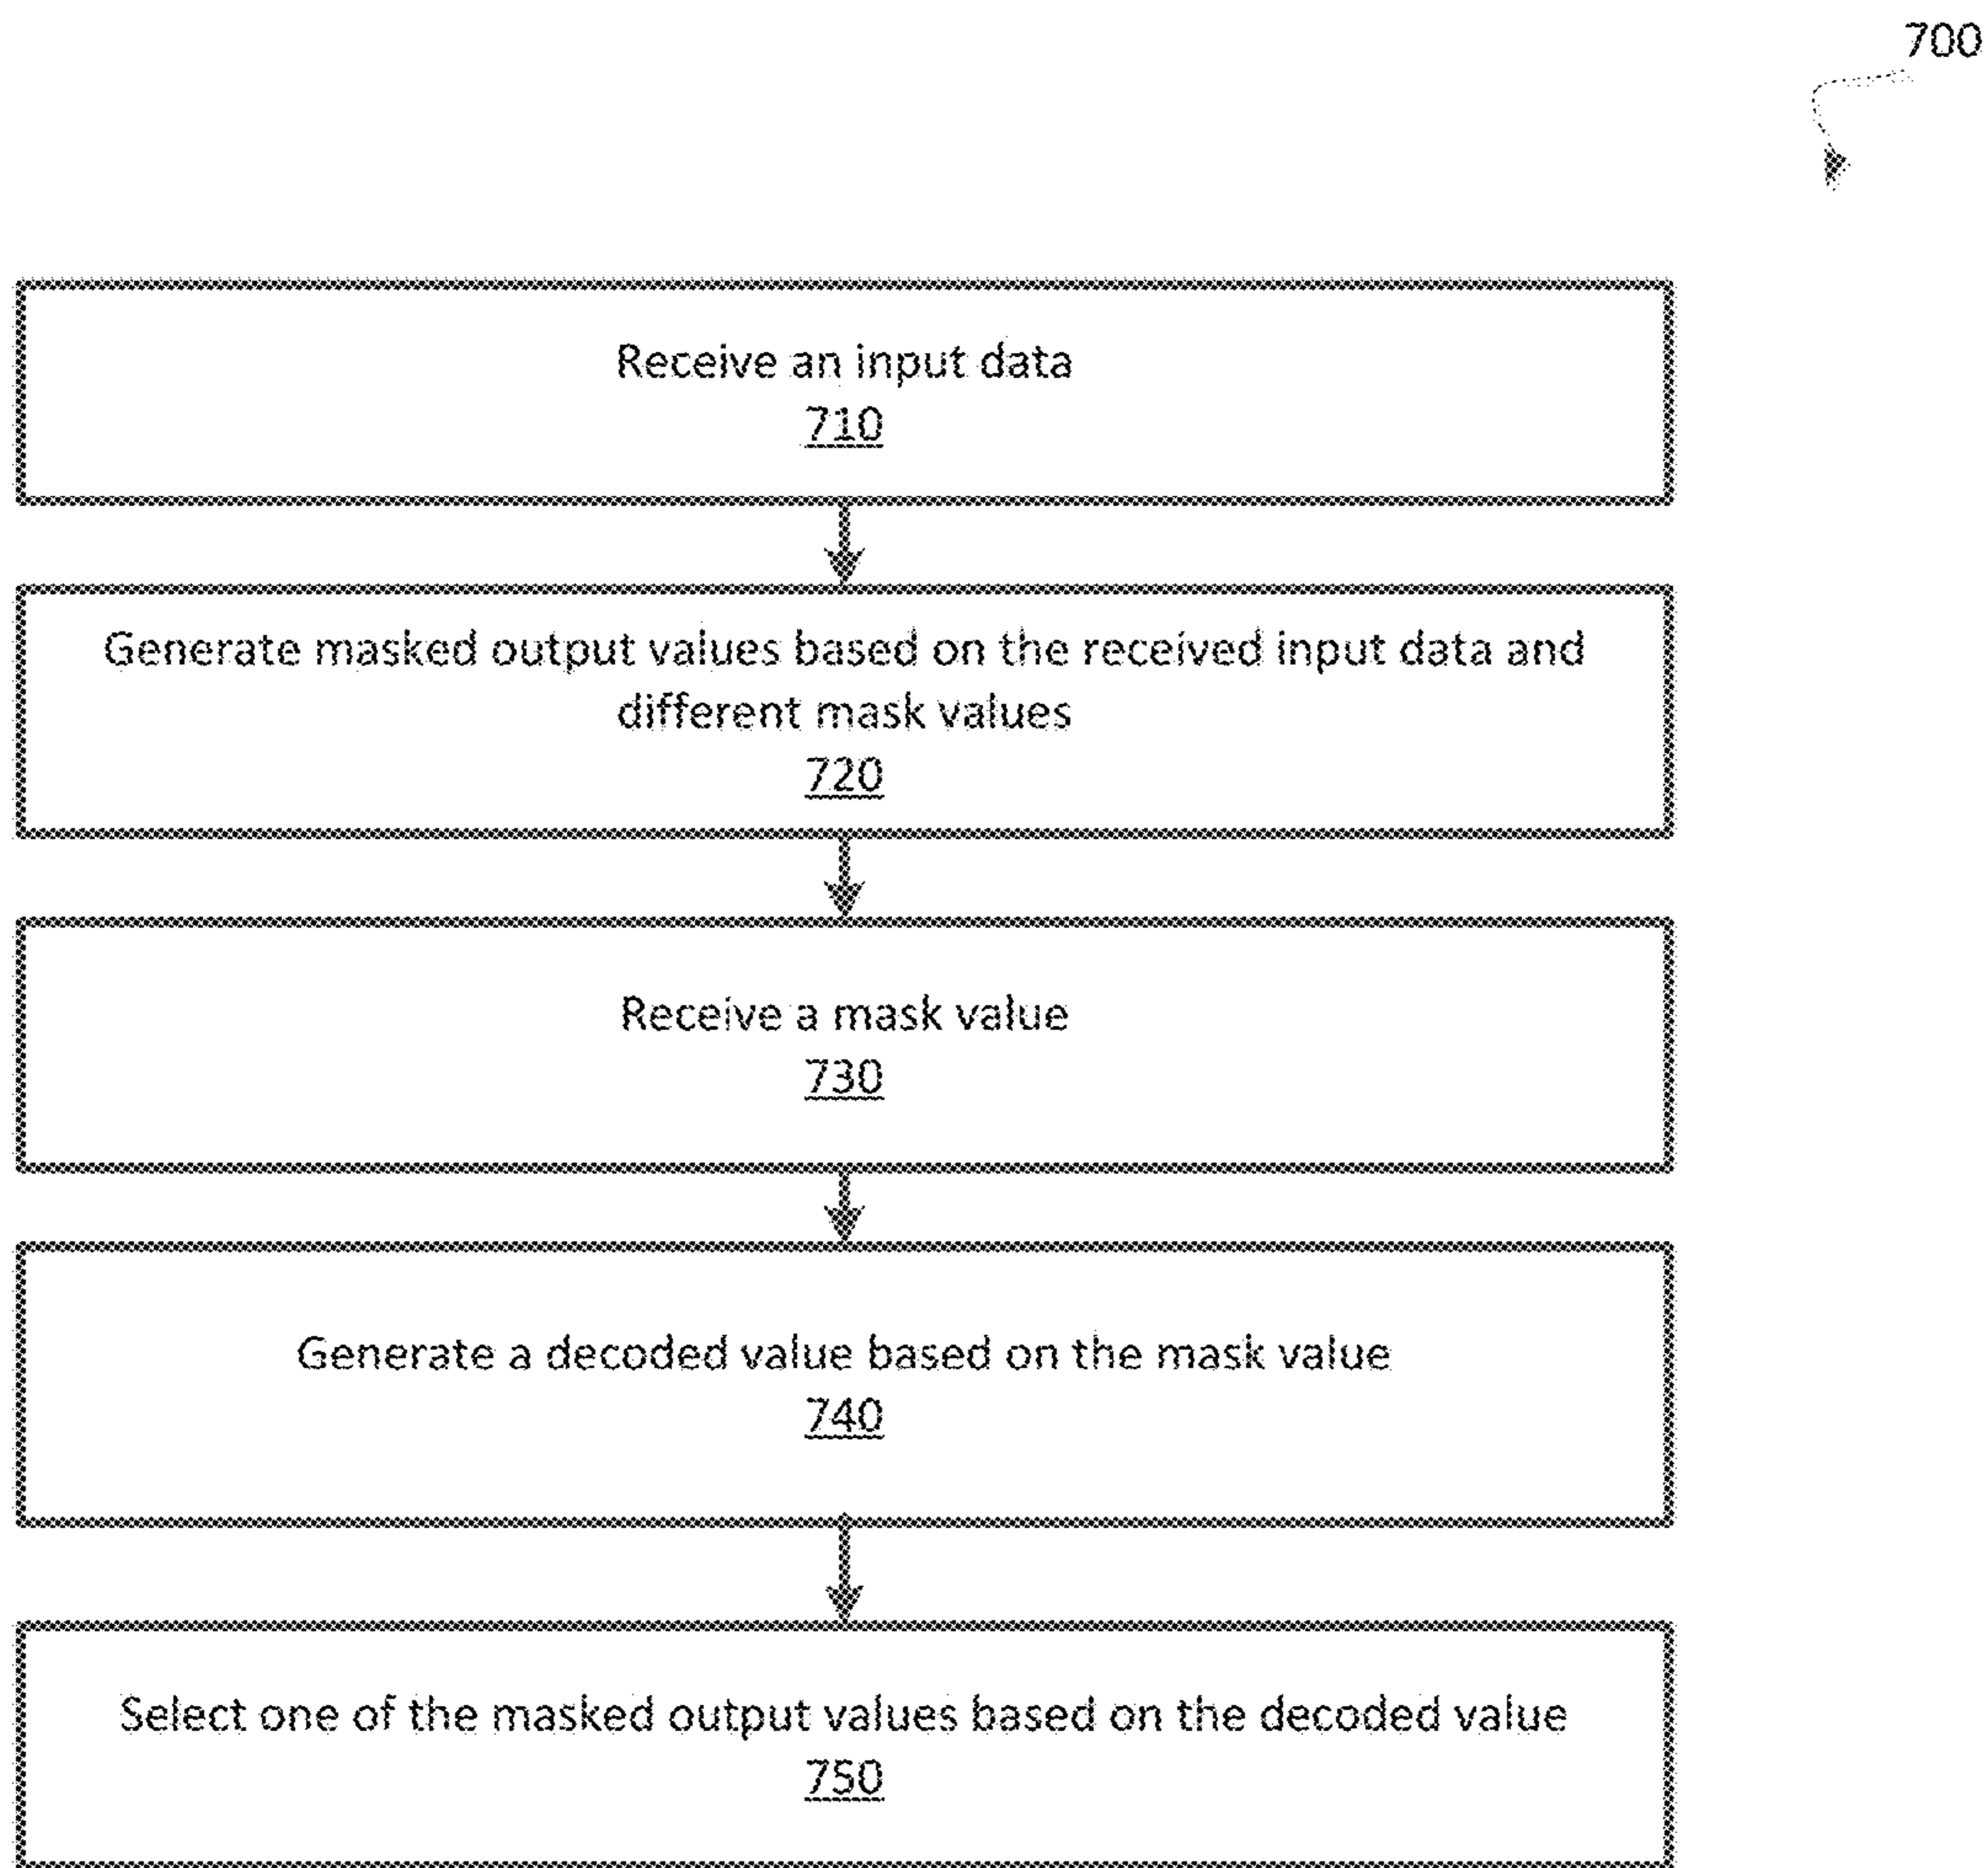 700
Receive an input data
710
Generate masked output values based on the received input data and
different mask values
720
Receive a mask value
730
Generate a decoded value based on the mask value
740
Select one of the masked output values based on the decoded value
750